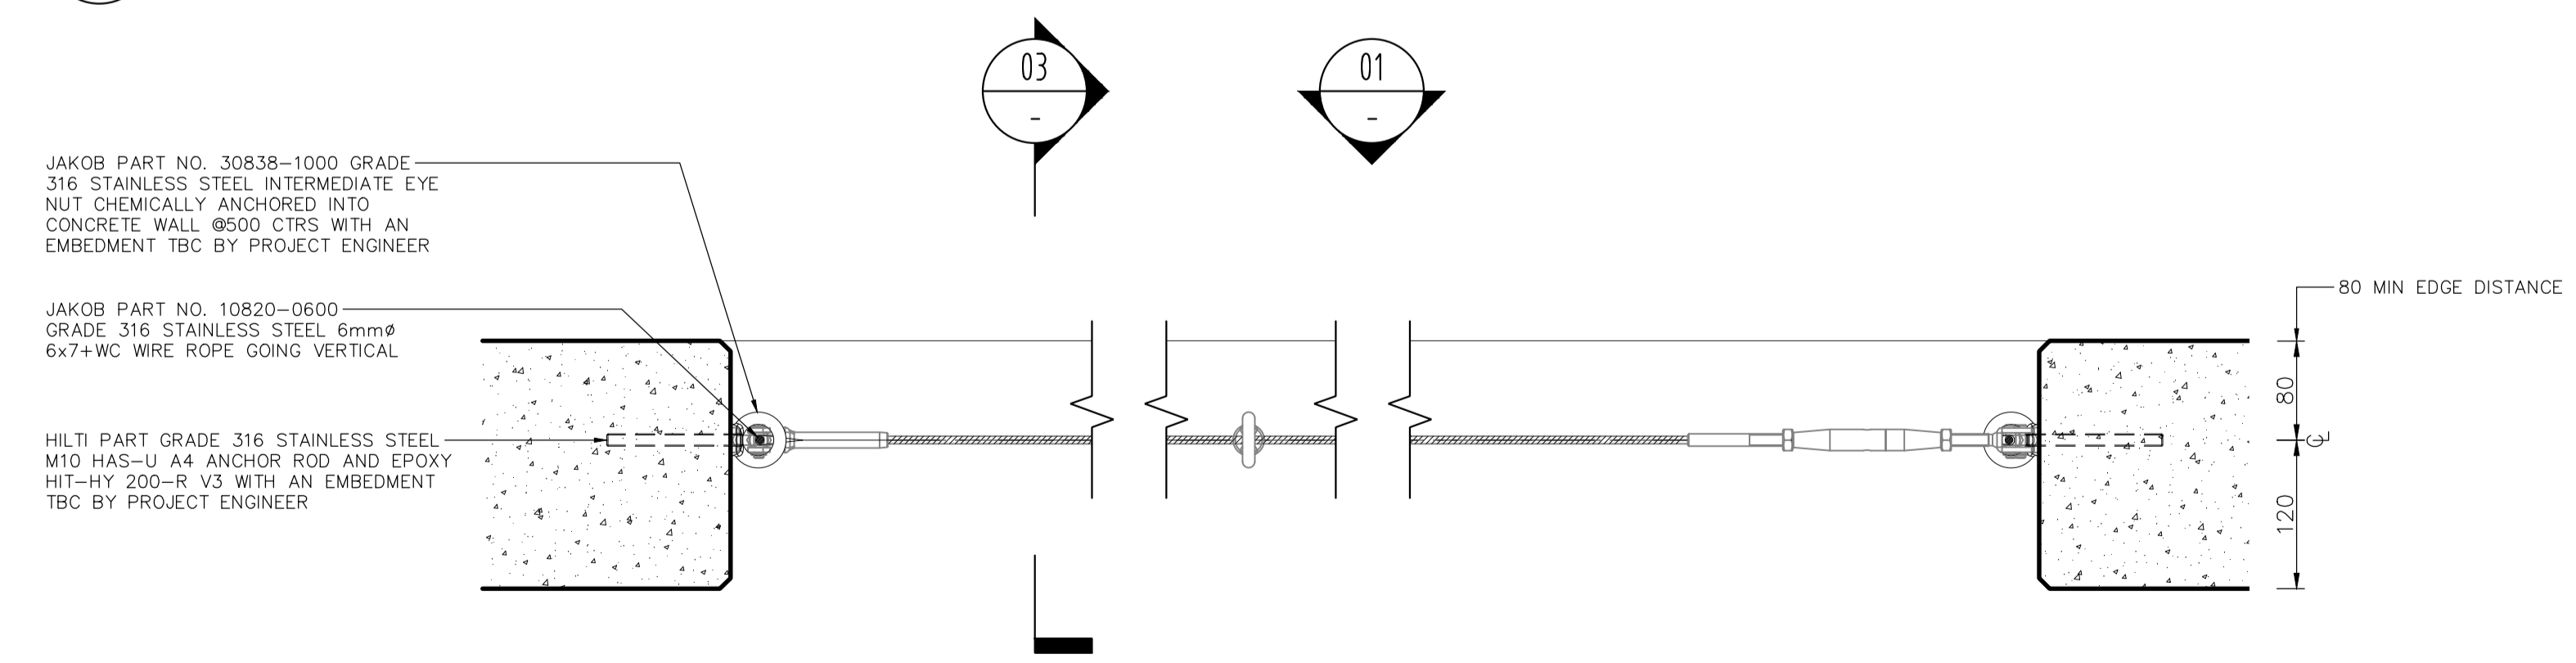 03
-
01
-
JAKOB PART NO. 30838-1000 GRADE
316 STAINLESS STEEL INTERMEDIATE EYE
NUT CHEMICALLY ANCHORED INTO
CONCRETE WALL @500 CTRS WITH AN
EMBEDMENT TBC BY PROJECT ENGINEER
80 MIN EDGE DISTANCE
JAKOB PART NO. 10820-0600
GRADE 316 STAINLESS STEEL 6mmø
6x7+WC WIRE ROPE GOING VERTICAL
80
HILTI PART GRADE 316 STAINLESS STEEL
M10 HAS-U A4 ANCHOR ROD AND EPOXY
HIT-HY 200-R V3 WITH AN EMBEDMENT
TBC BY PROJECT ENGINEER
℄
120